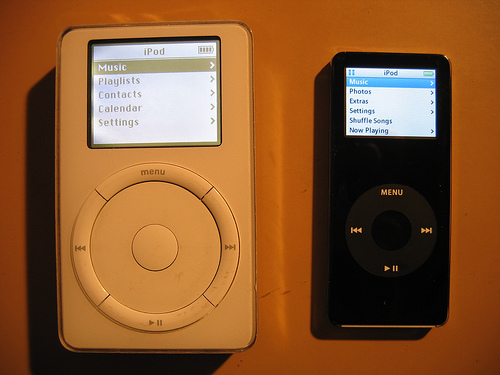 iPod
Music
Playlists
Contacts
Calendar
Settings
menu
iPod
Music
Photos
Extras
Settings
Shuffle Songs
Now Playing
MENU